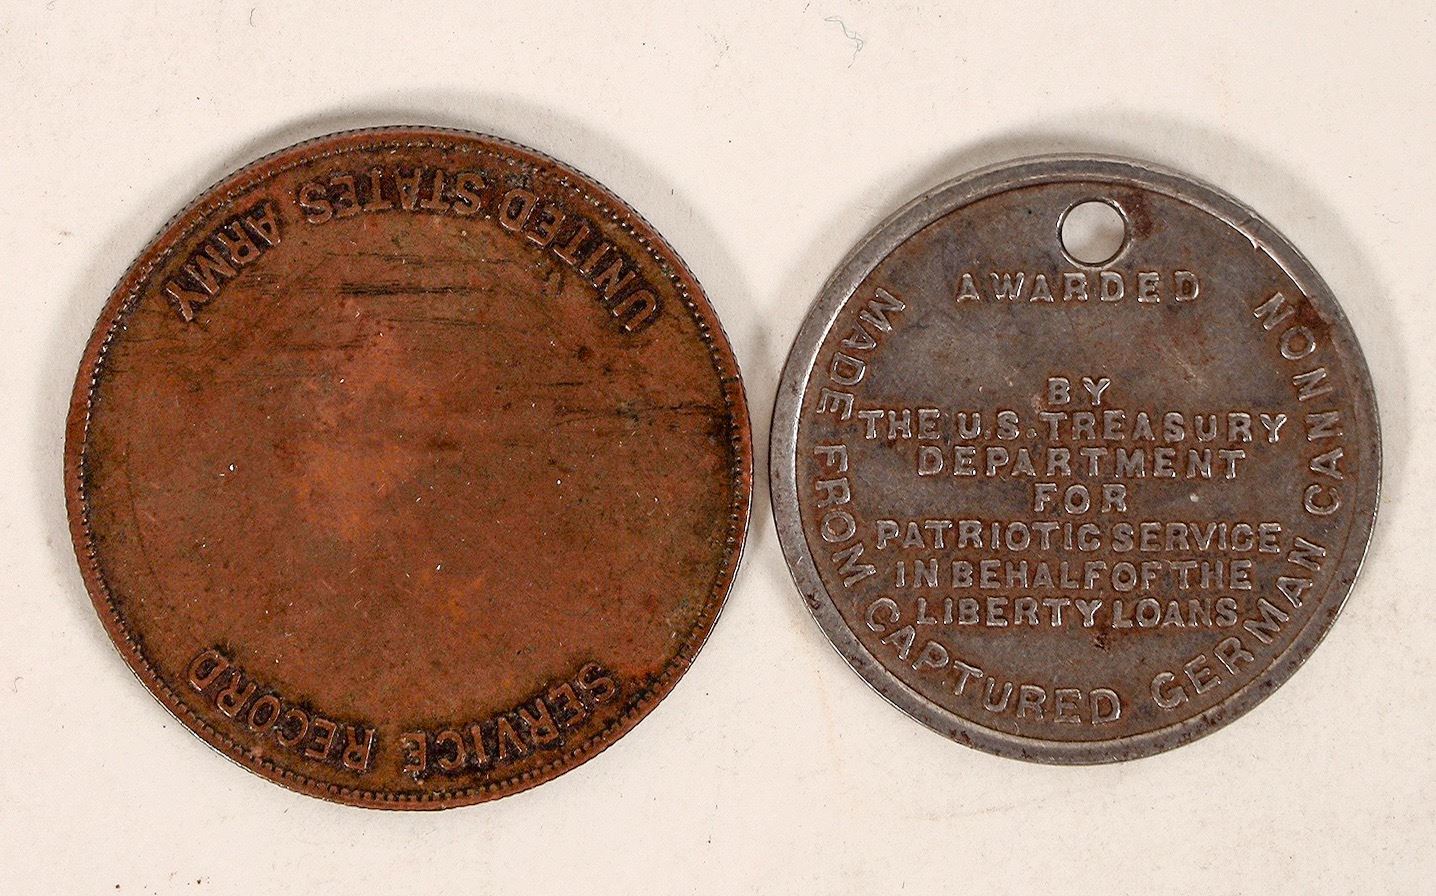 SERVICE RECORD
UNITED STATES ARMY
AWARDED
BY
THE U.S. TREASURY
DEPARTMENT
FOR
PATRIOTIC SERVICE
IN BEHALF OF THE
LIBERTY LOANS
MADE FROM CAPTURED GERMAN CANNON